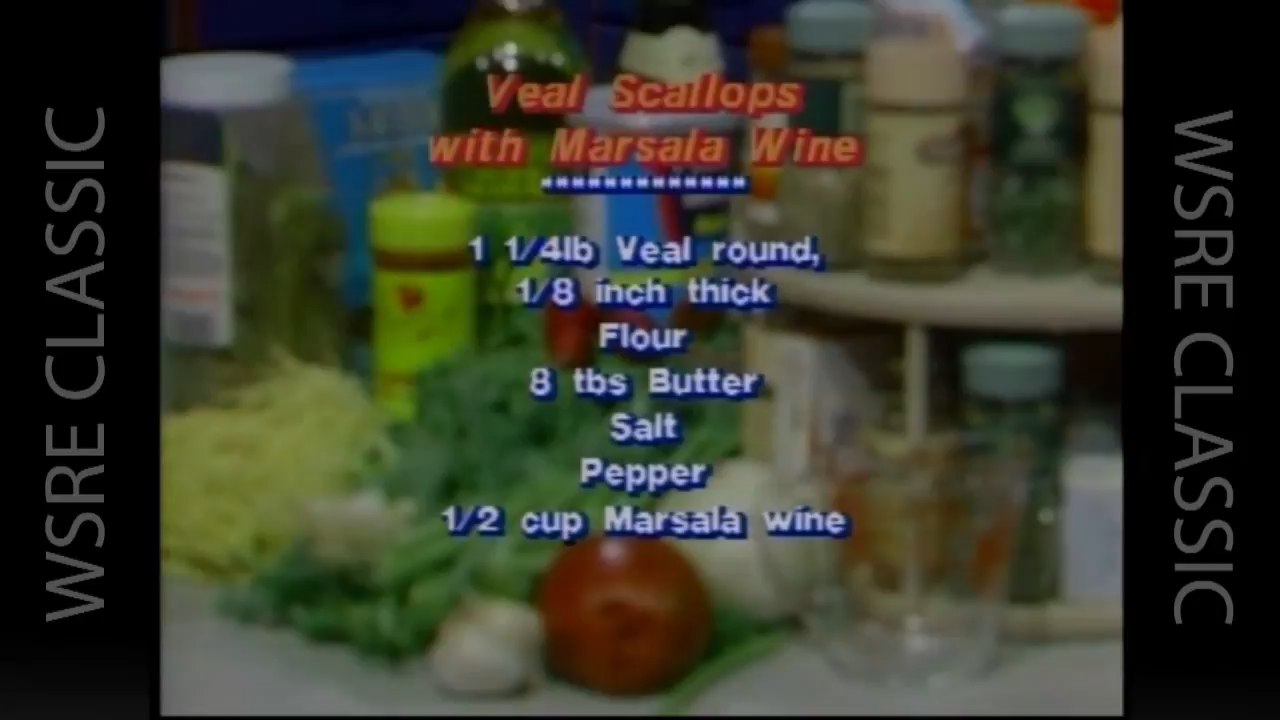 WSRE CLASSIC
Veal Scallops
with Marsala Wine
*************
1 1/4lb Veal round,
1/8 inch thick
Flour
8 tbs Butter
Salt
Pepper
1/2 cup Marsala wine
WSRE CLASSIC